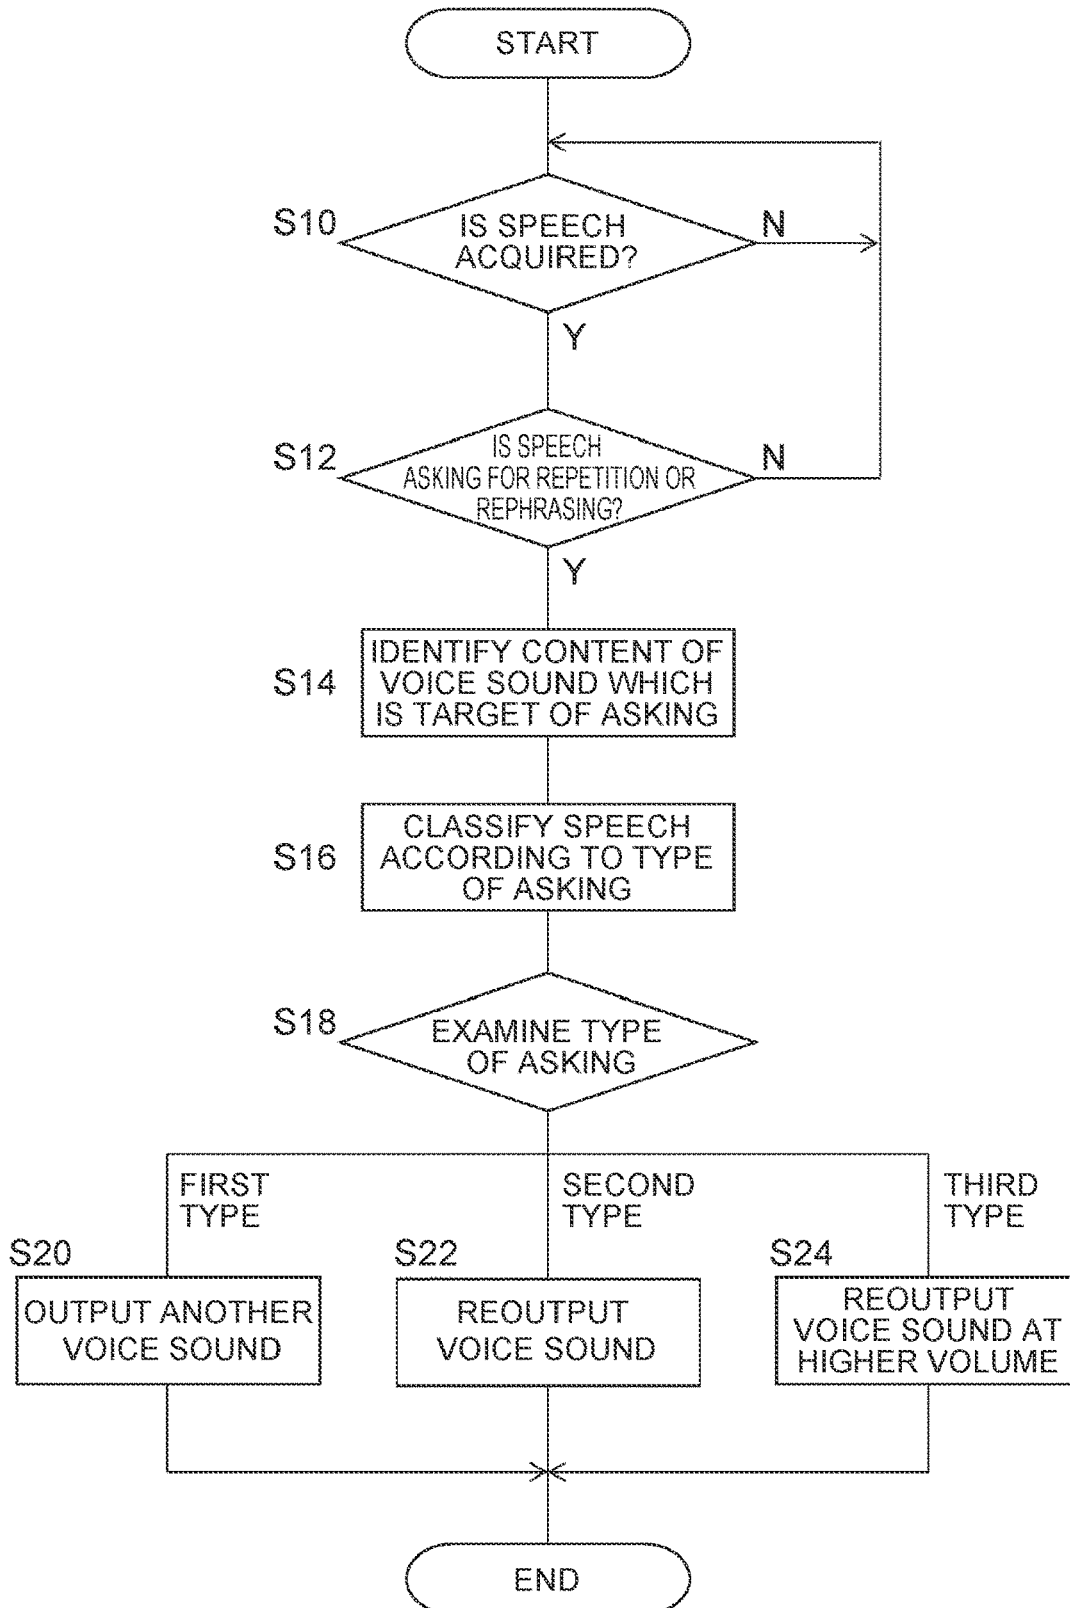 START
S10
IS SPEECH
ACQUIRED?
N
Y
S12
IS SPEECH
ASKING FOR REPETITION OR
REPHRASING?
N
Y
S14
IDENTIFY CONTENT OF
VOICE SOUND WHICH
IS TARGET OF ASKING
S16
CLASSIFY SPEECH
ACCORDING TO TYPE
OF ASKING
S18
EXAMINE TYPE
OF ASKING
FIRST
TYPE
SECOND
TYPE
THIRD
TYPE
S20
OUTPUT ANOTHER
VOICE SOUND
S22
REOUTPUT
VOICE SOUND
S24
REOUTPUT
VOICE SOUND AT
HIGHER VOLUME
END